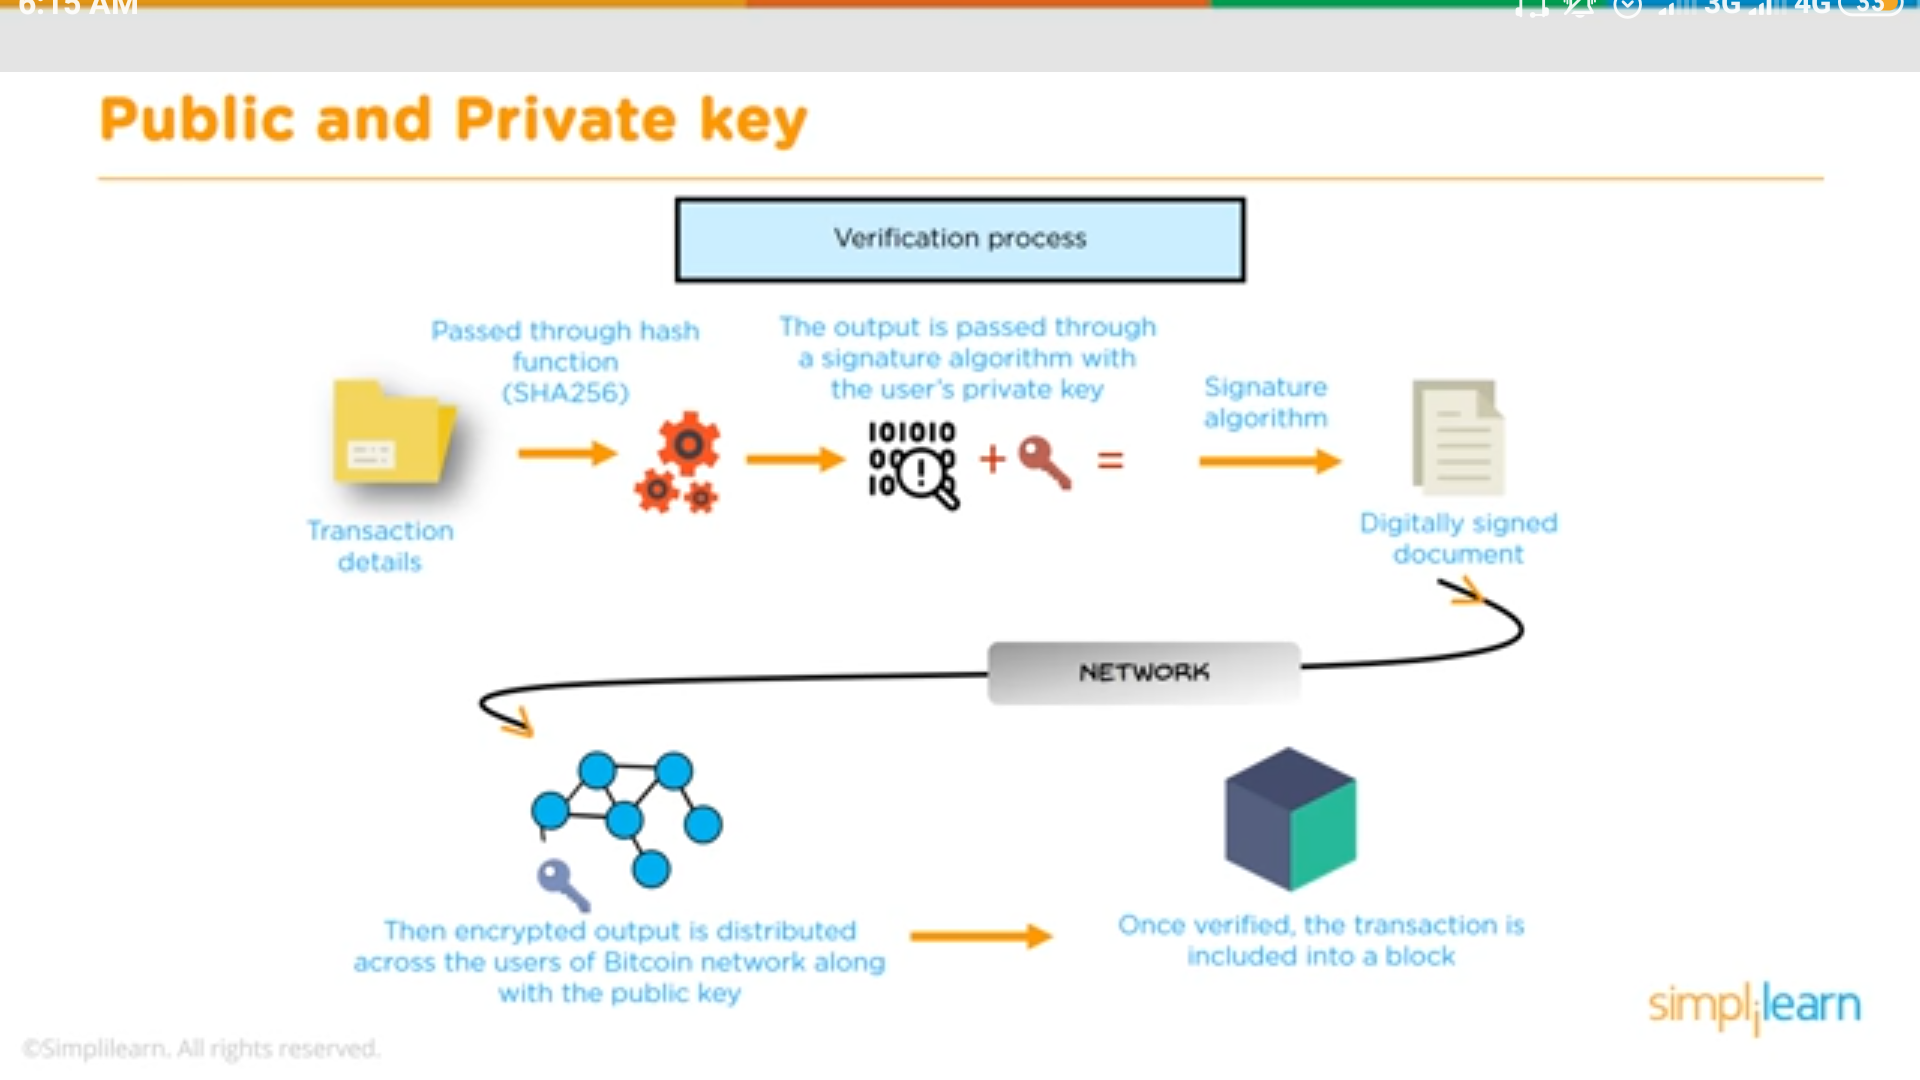 6:15 AM
3G 4G 33
Public and Private key
Verification process
Passed through hash
function
(SHA256)
The output is passed through
a signature algorithm with
the user's private key
Signature
algorithm
101010
10
+ =
Transaction
details
Digitally signed
document
NETWORK
Then encrypted output is distributed
across the users of Bitcoin network along
with the public key
Once verified, the transaction is
included into a block
simplilearn
©Simplilearn. All rights reserved.